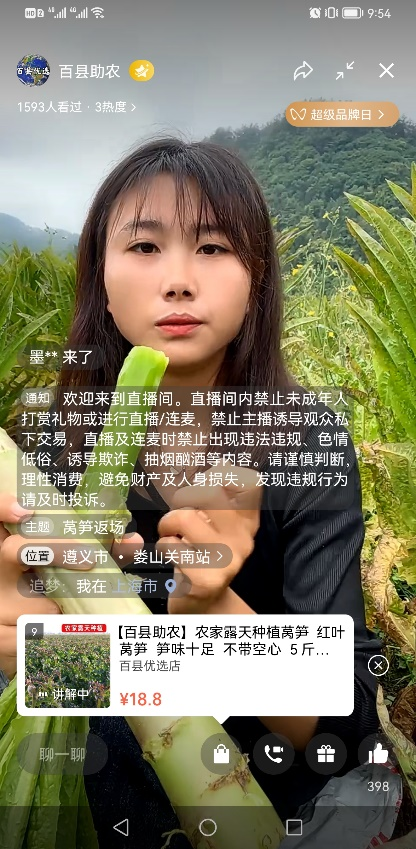 9:54
百县助农
1593人看过 · 3热度 >
超级品牌日 >
墨** 来了
通知 欢迎来到直播间。直播间内禁止未成年人
打赏礼物或进行直播/连麦，禁止主播诱导观众私
下交易，直播及连麦时禁止出现违法违规、色情
低俗、诱导欺诈、抽烟酗酒等内容。请谨慎判断，
理性消费，避免财产及人身损失，发现违规行为
请及时投诉。
主题 莴笋返场
位置 遵义市 • 娄山关南站 >
追梦：我在 上海市
9 农家露天种植
【百县助农】农家露天种植莴笋 红叶
莴笋 笋味十足 不带空心 5 斤...
百县优选店
讲解中
¥18.8
聊一聊
398